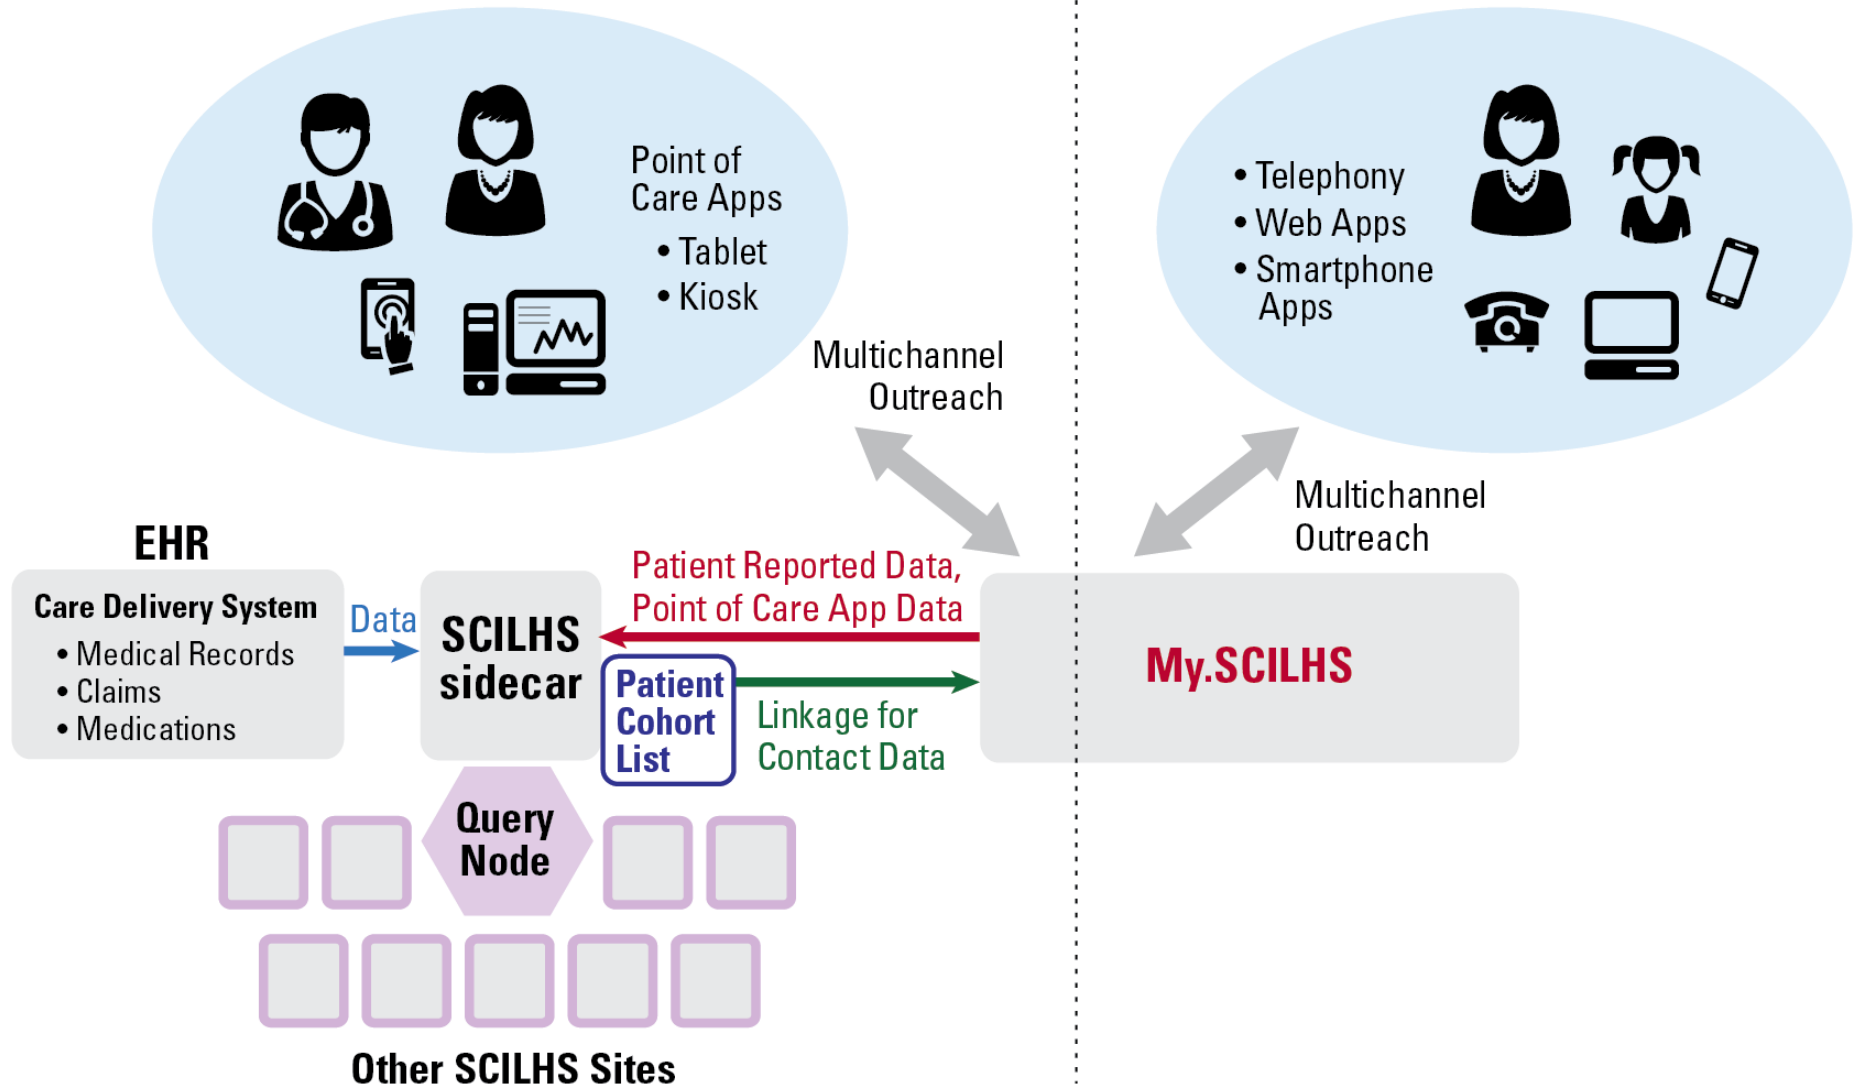 Point of
Care Apps
• Tablet
• Kiosk
• Telephony
• Web Apps
• Smartphone
Apps
Multichannel
Outreach
Multichannel
Outreach
EHR
Care Delivery System
• Medical Records
• Claims
• Medications
Data
SCILHS
sidecar
Patient Reported Data,
Point of Care App Data
Patient
Cohort
List
Linkage for
Contact Data
My.SCILHS
Query
Node
Other SCILHS Sites